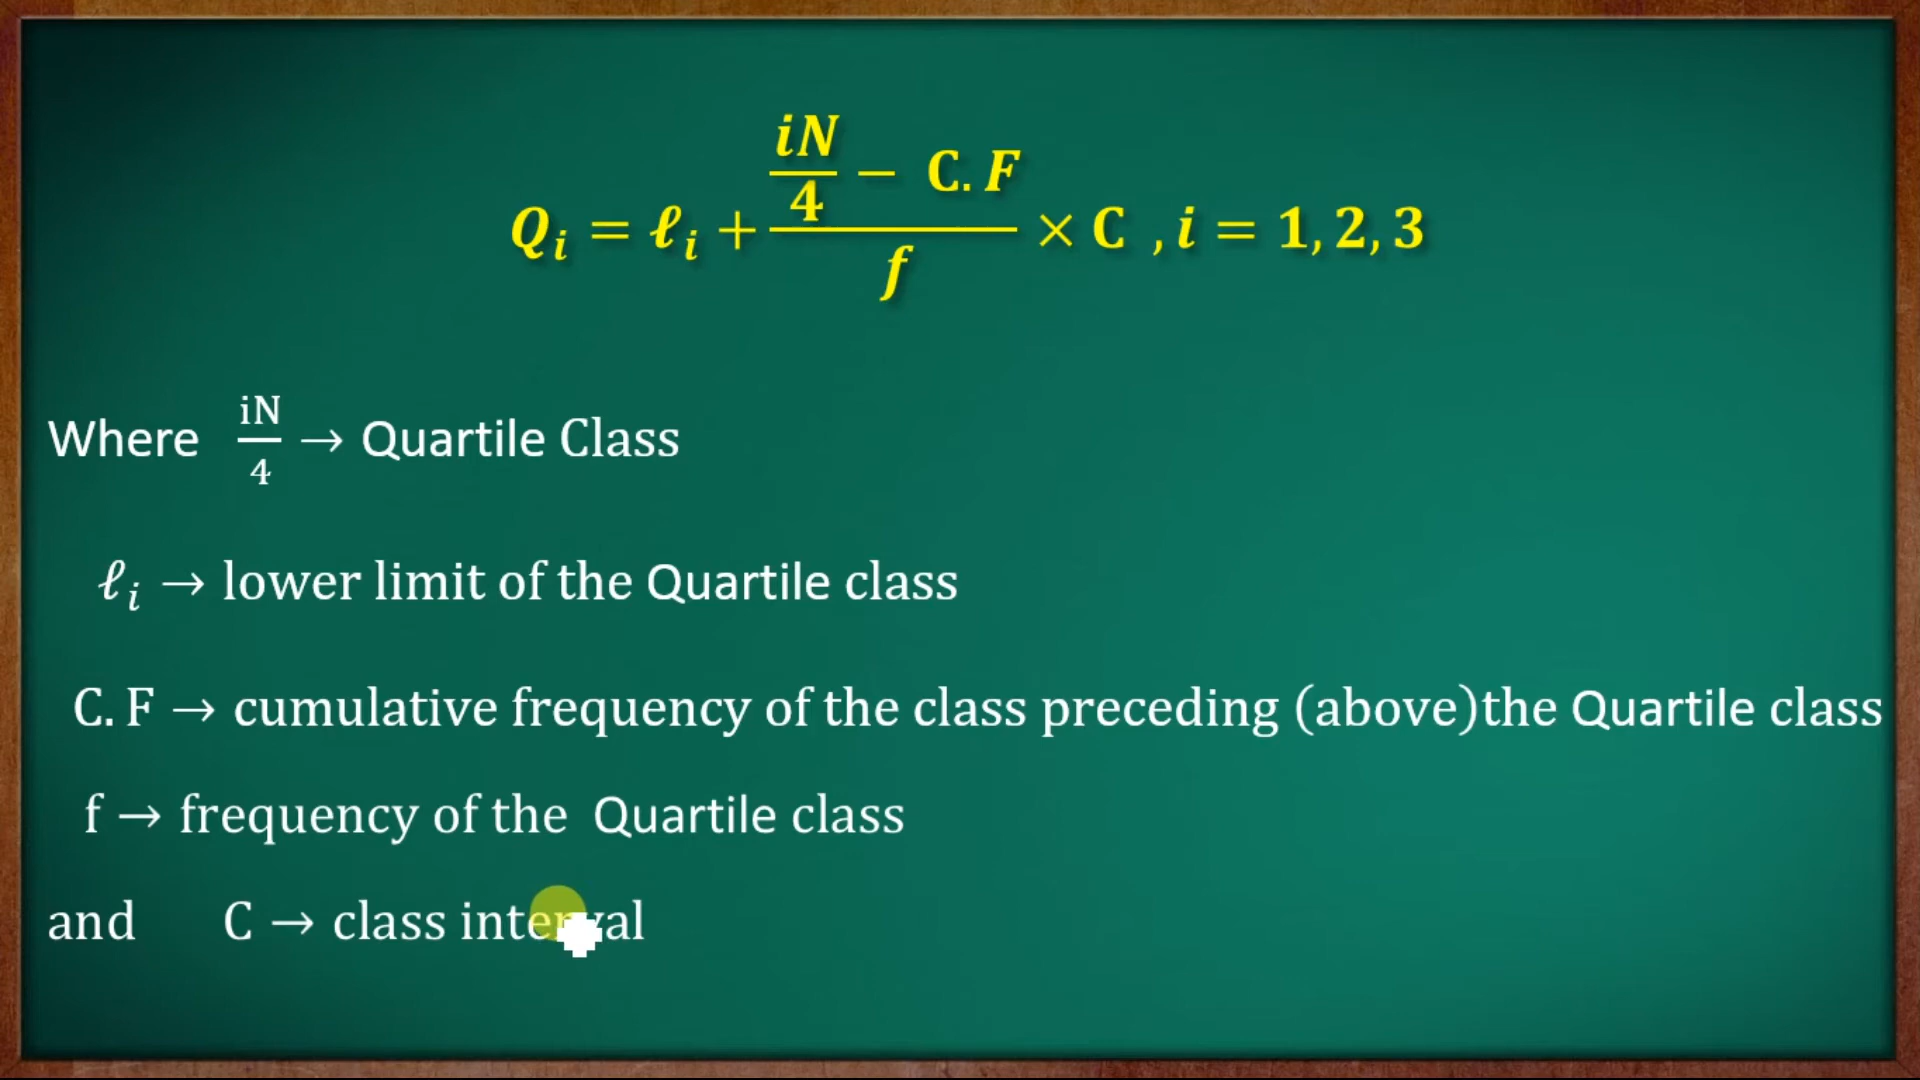 Qᵢ = ℓᵢ + (iN/4 − C.F)/f × C , i = 1, 2, 3
Where iN/4 → Quartile Class
ℓᵢ → lower limit of the Quartile class
C. F → cumulative frequency of the class preceding (above)the Quartile class
f → frequency of the Quartile class
and C → class interval